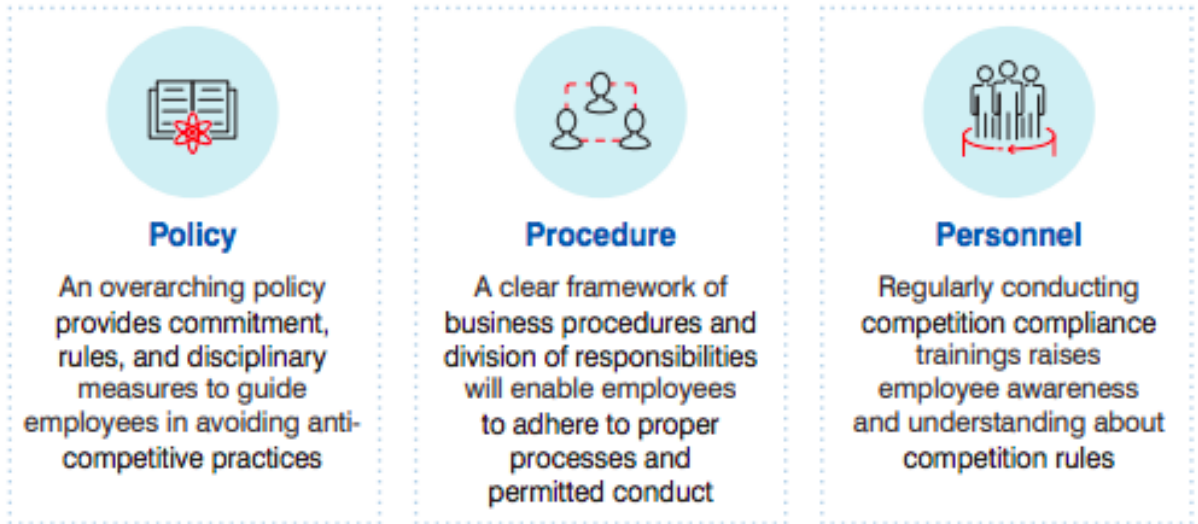 Policy
An overarching policy
provides commitment,
rules, and disciplinary
measures to guide
employees in avoiding anti-
competitive practices
Procedure
A clear framework of
business procedures and
division of responsibilities
will enable employees
to adhere to proper
processes and
permitted conduct
Personnel
Regularly conducting
competition compliance
trainings raises
employee awareness
and understanding about
competition rules